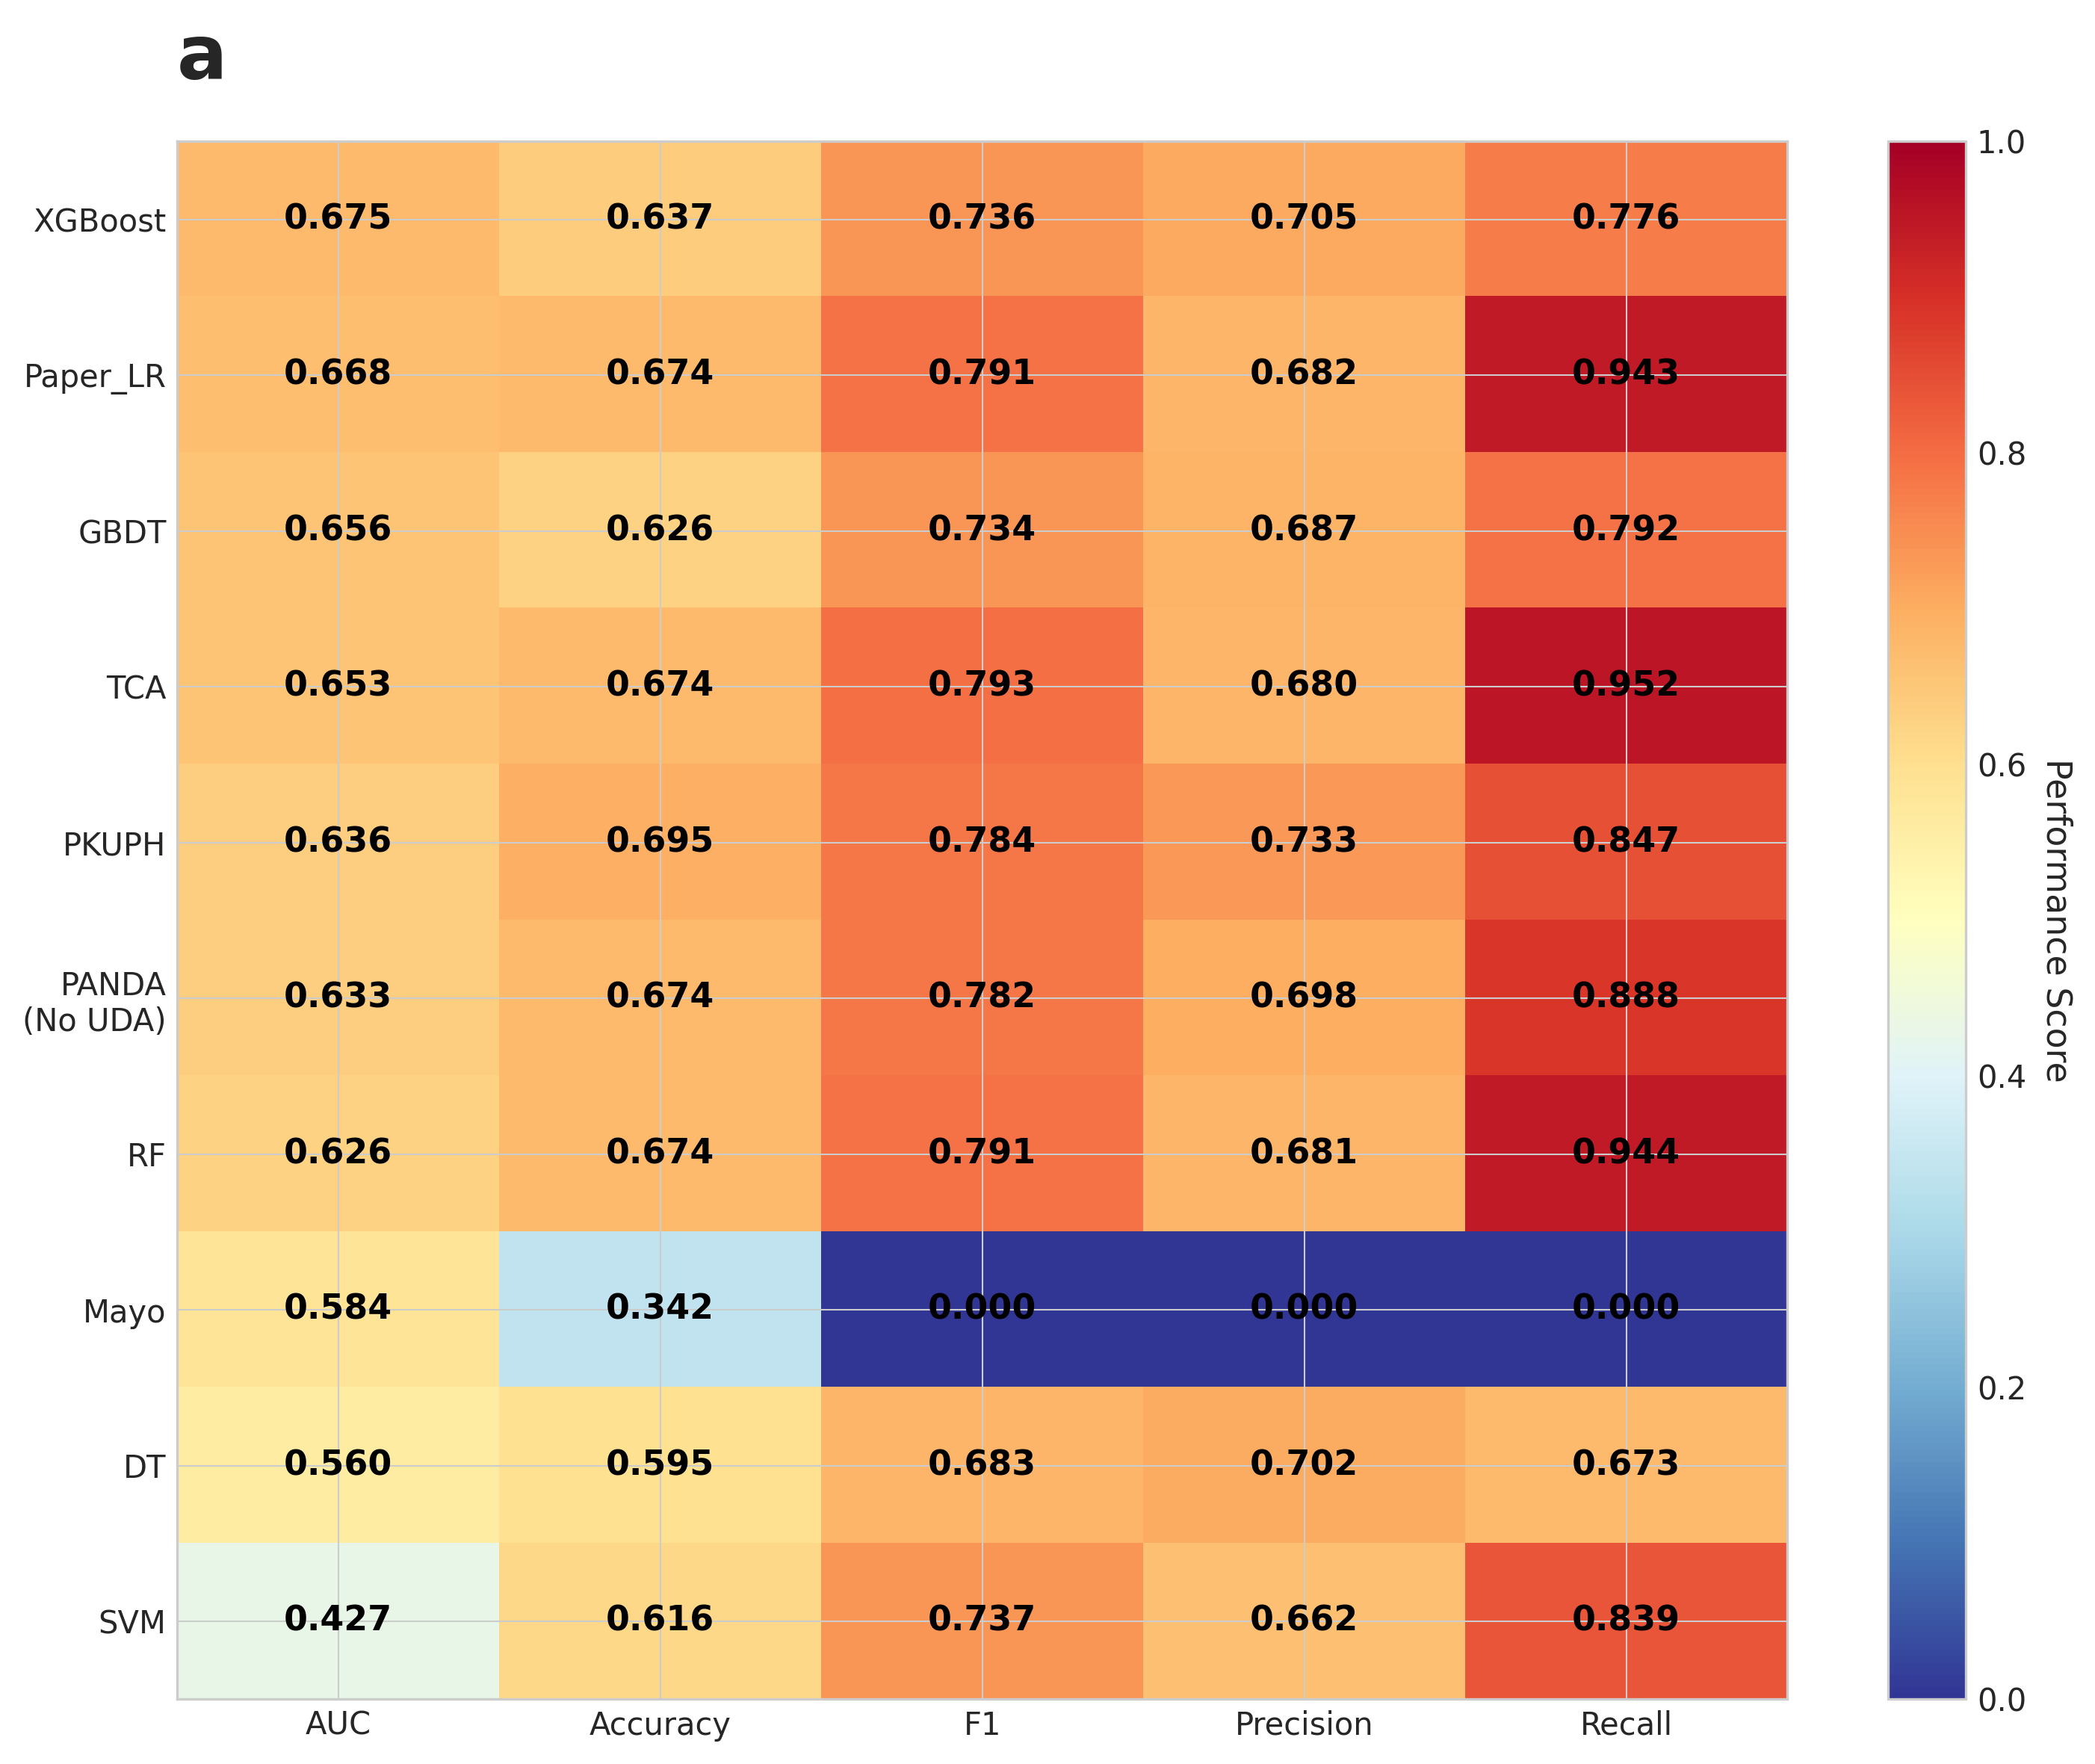 a
XGBoost 0.675 0.637 0.736 0.705 0.776
Paper_LR 0.668 0.674 0.791 0.682 0.943
GBDT 0.656 0.626 0.734 0.687 0.792
TCA 0.653 0.674 0.793 0.680 0.952
PKUPH 0.636 0.695 0.784 0.733 0.847
PANDA
(No UDA) 0.633 0.674 0.782 0.698 0.888
RF 0.626 0.674 0.791 0.681 0.944
Mayo 0.584 0.342 0.000 0.000 0.000
DT 0.560 0.595 0.683 0.702 0.673
SVM 0.427 0.616 0.737 0.662 0.839
AUC Accuracy F1 Precision Recall
1.0
0.8
0.6
0.4
0.2
0.0
Performance Score